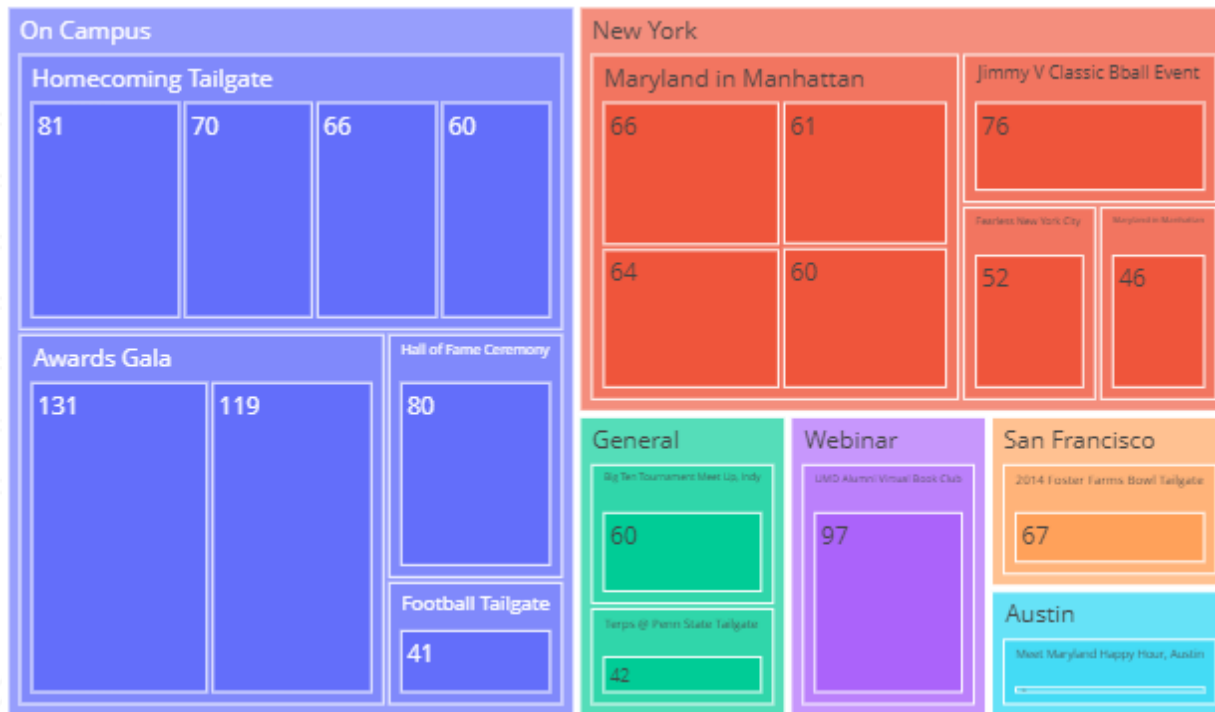 On Campus
Homecoming Tailgate
81
70
66
60
Awards Gala
131
119
Hall of Fame Ceremony
80
Football Tailgate
41
New York
Maryland in Manhattan
66
61
64
60
Jimmy V Classic Bball Event
76
Fearless New York City
52
Maryland in Manhattan
46
General
Big Ten Tournament Meet Up, Indy
60
Terps @ Penn State Tailgate
42
Webinar
UMD Alumni Virtual Book Club
97
San Francisco
2014 Foster Farms Bowl Tailgate
67
Austin
Meet Maryland Happy Hour, Austin